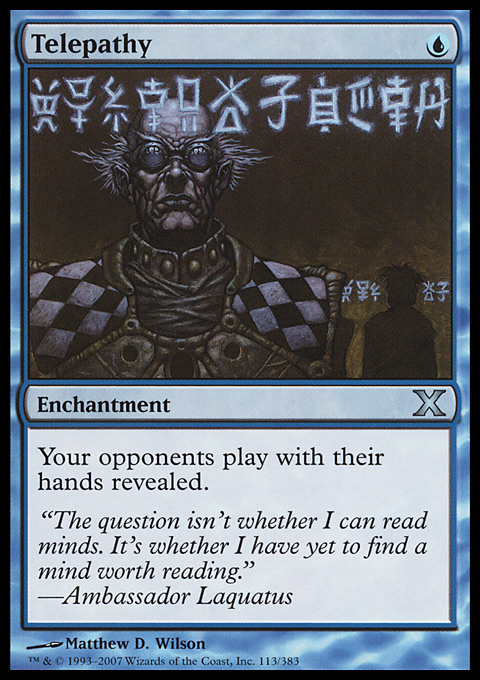 Telepathy
Enchantment
X
Your opponents play with their
hands revealed.
“The question isn’t whether I can read
minds. It’s whether I have yet to find a
mind worth reading.”
—Ambassador Laquatus
Matthew D. Wilson
™ & © 1993–2007 Wizards of the Coast, Inc. 113/383